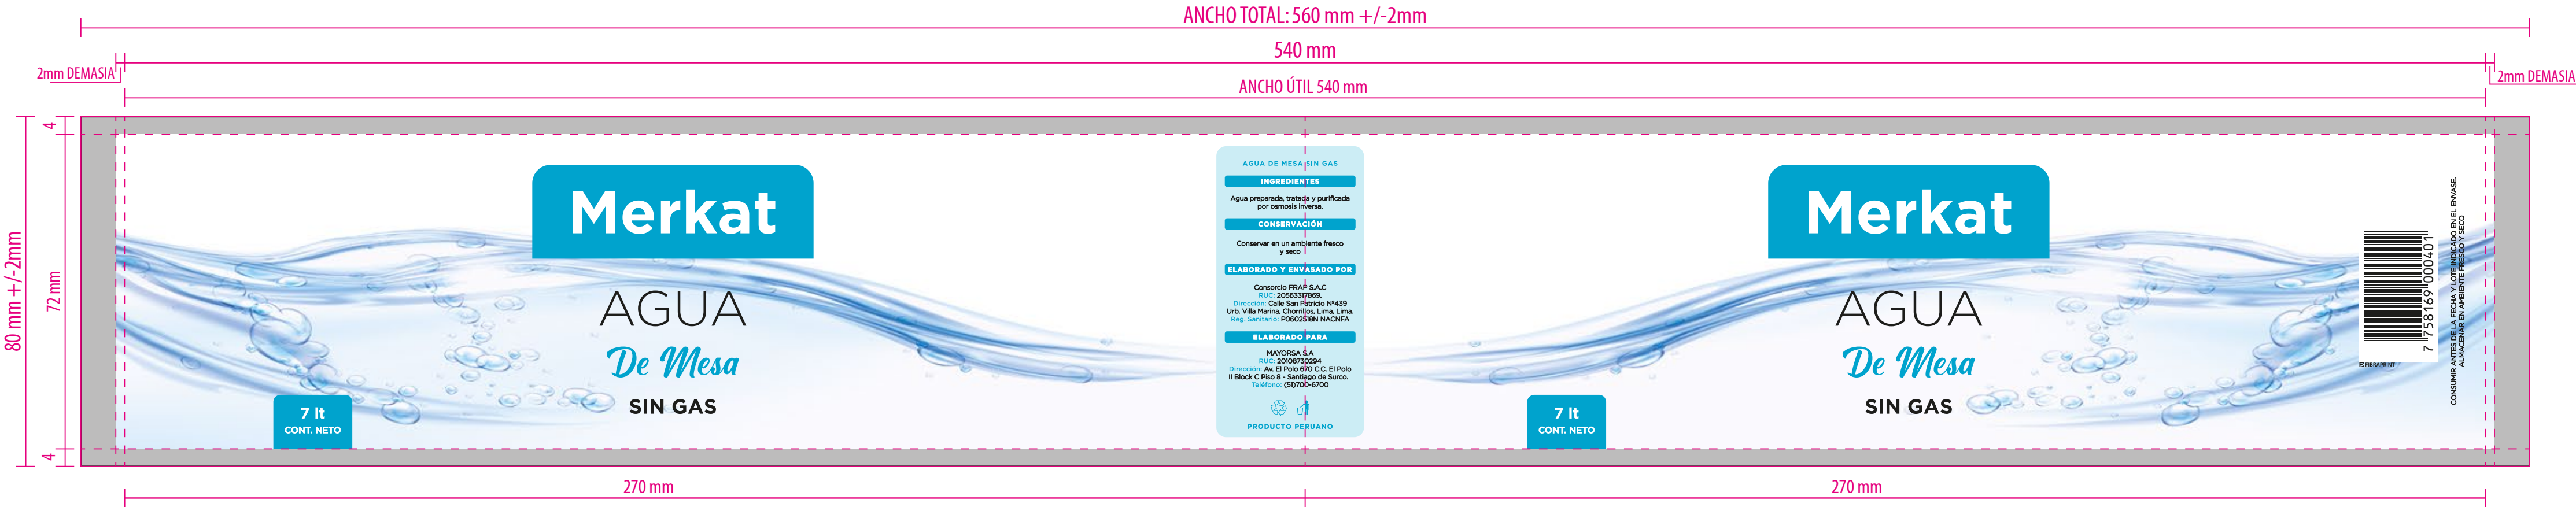 ANCHO TOTAL: 560 mm +/-2mm
540 mm
2mm DEMASIA
2mm DEMASIA
ANCHO ÚTIL 540 mm
4
80 mm +/-2mm
72 mm
4
Merkat
AGUA
De Mesa
SIN GAS
7 lt
CONT. NETO
AGUA DE MESA SIN GAS
INGREDIENTES
Agua preparada, tratada y purificada
por osmosis inversa.
CONSERVACIÓN
Conservar en un ambiente fresco
y seco
ELABORADO Y ENVASADO POR
Consorcio FRAP S.A.C
RUC: 20563317869.
Dirección: Calle San Patricio Nº439
Urb. Villa Marina, Chorrillos, Lima, Lima.
Reg. Sanitario: P0602518N NACNFA
ELABORADO PARA
MAYORSA S.A
RUC: 20108730294
Dirección: Av. El Polo 670 C.C. El Polo
II Block C Piso 8 - Santiago de Surco.
Teléfono: (51)700-6700
PRODUCTO PERUANO
Merkat
AGUA
De Mesa
SIN GAS
7 lt
CONT. NETO
7 758169 000401
FIBRAPRINT
CONSUMIR ANTES DE LA FECHA Y LOTE INDICADO EN EL ENVASE.
ALMACENAR EN AMBIENTE FRESCO Y SECO
270 mm
270 mm